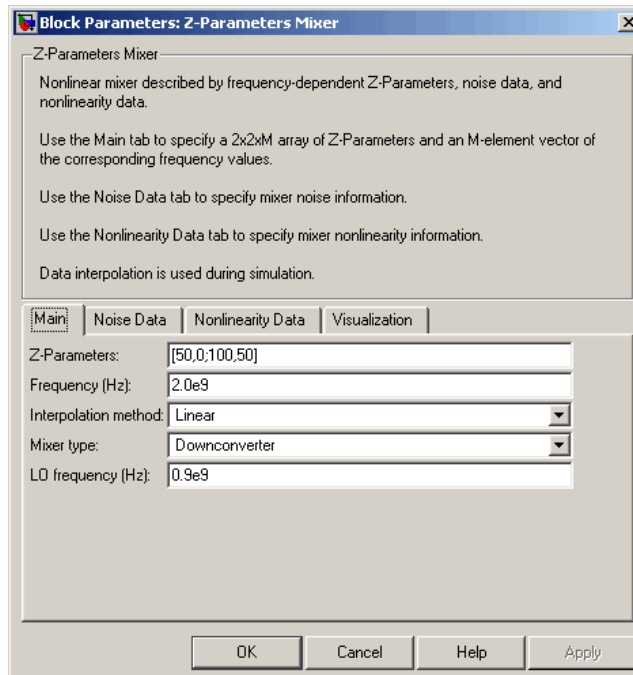 Block Parameters: Z-Parameters Mixer
Z-Parameters Mixer
Nonlinear mixer described by frequency-dependent Z-Parameters, noise data, and
nonlinearity data.
Use the Main tab to specify a 2x2xM array of Z-Parameters and an M-element vector of
the corresponding frequency values.
Use the Noise Data tab to specify mixer noise information.
Use the Nonlinearity Data tab to specify mixer nonlinearity information.
Data interpolation is used during simulation.
Main Noise Data Nonlinearity Data Visualization
Z-Parameters: [50,0;100,50]
Frequency (Hz): 2.0e9
Interpolation method: Linear
Mixer type: Downconverter
LO frequency (Hz): 0.9e9
OK Cancel Help Apply